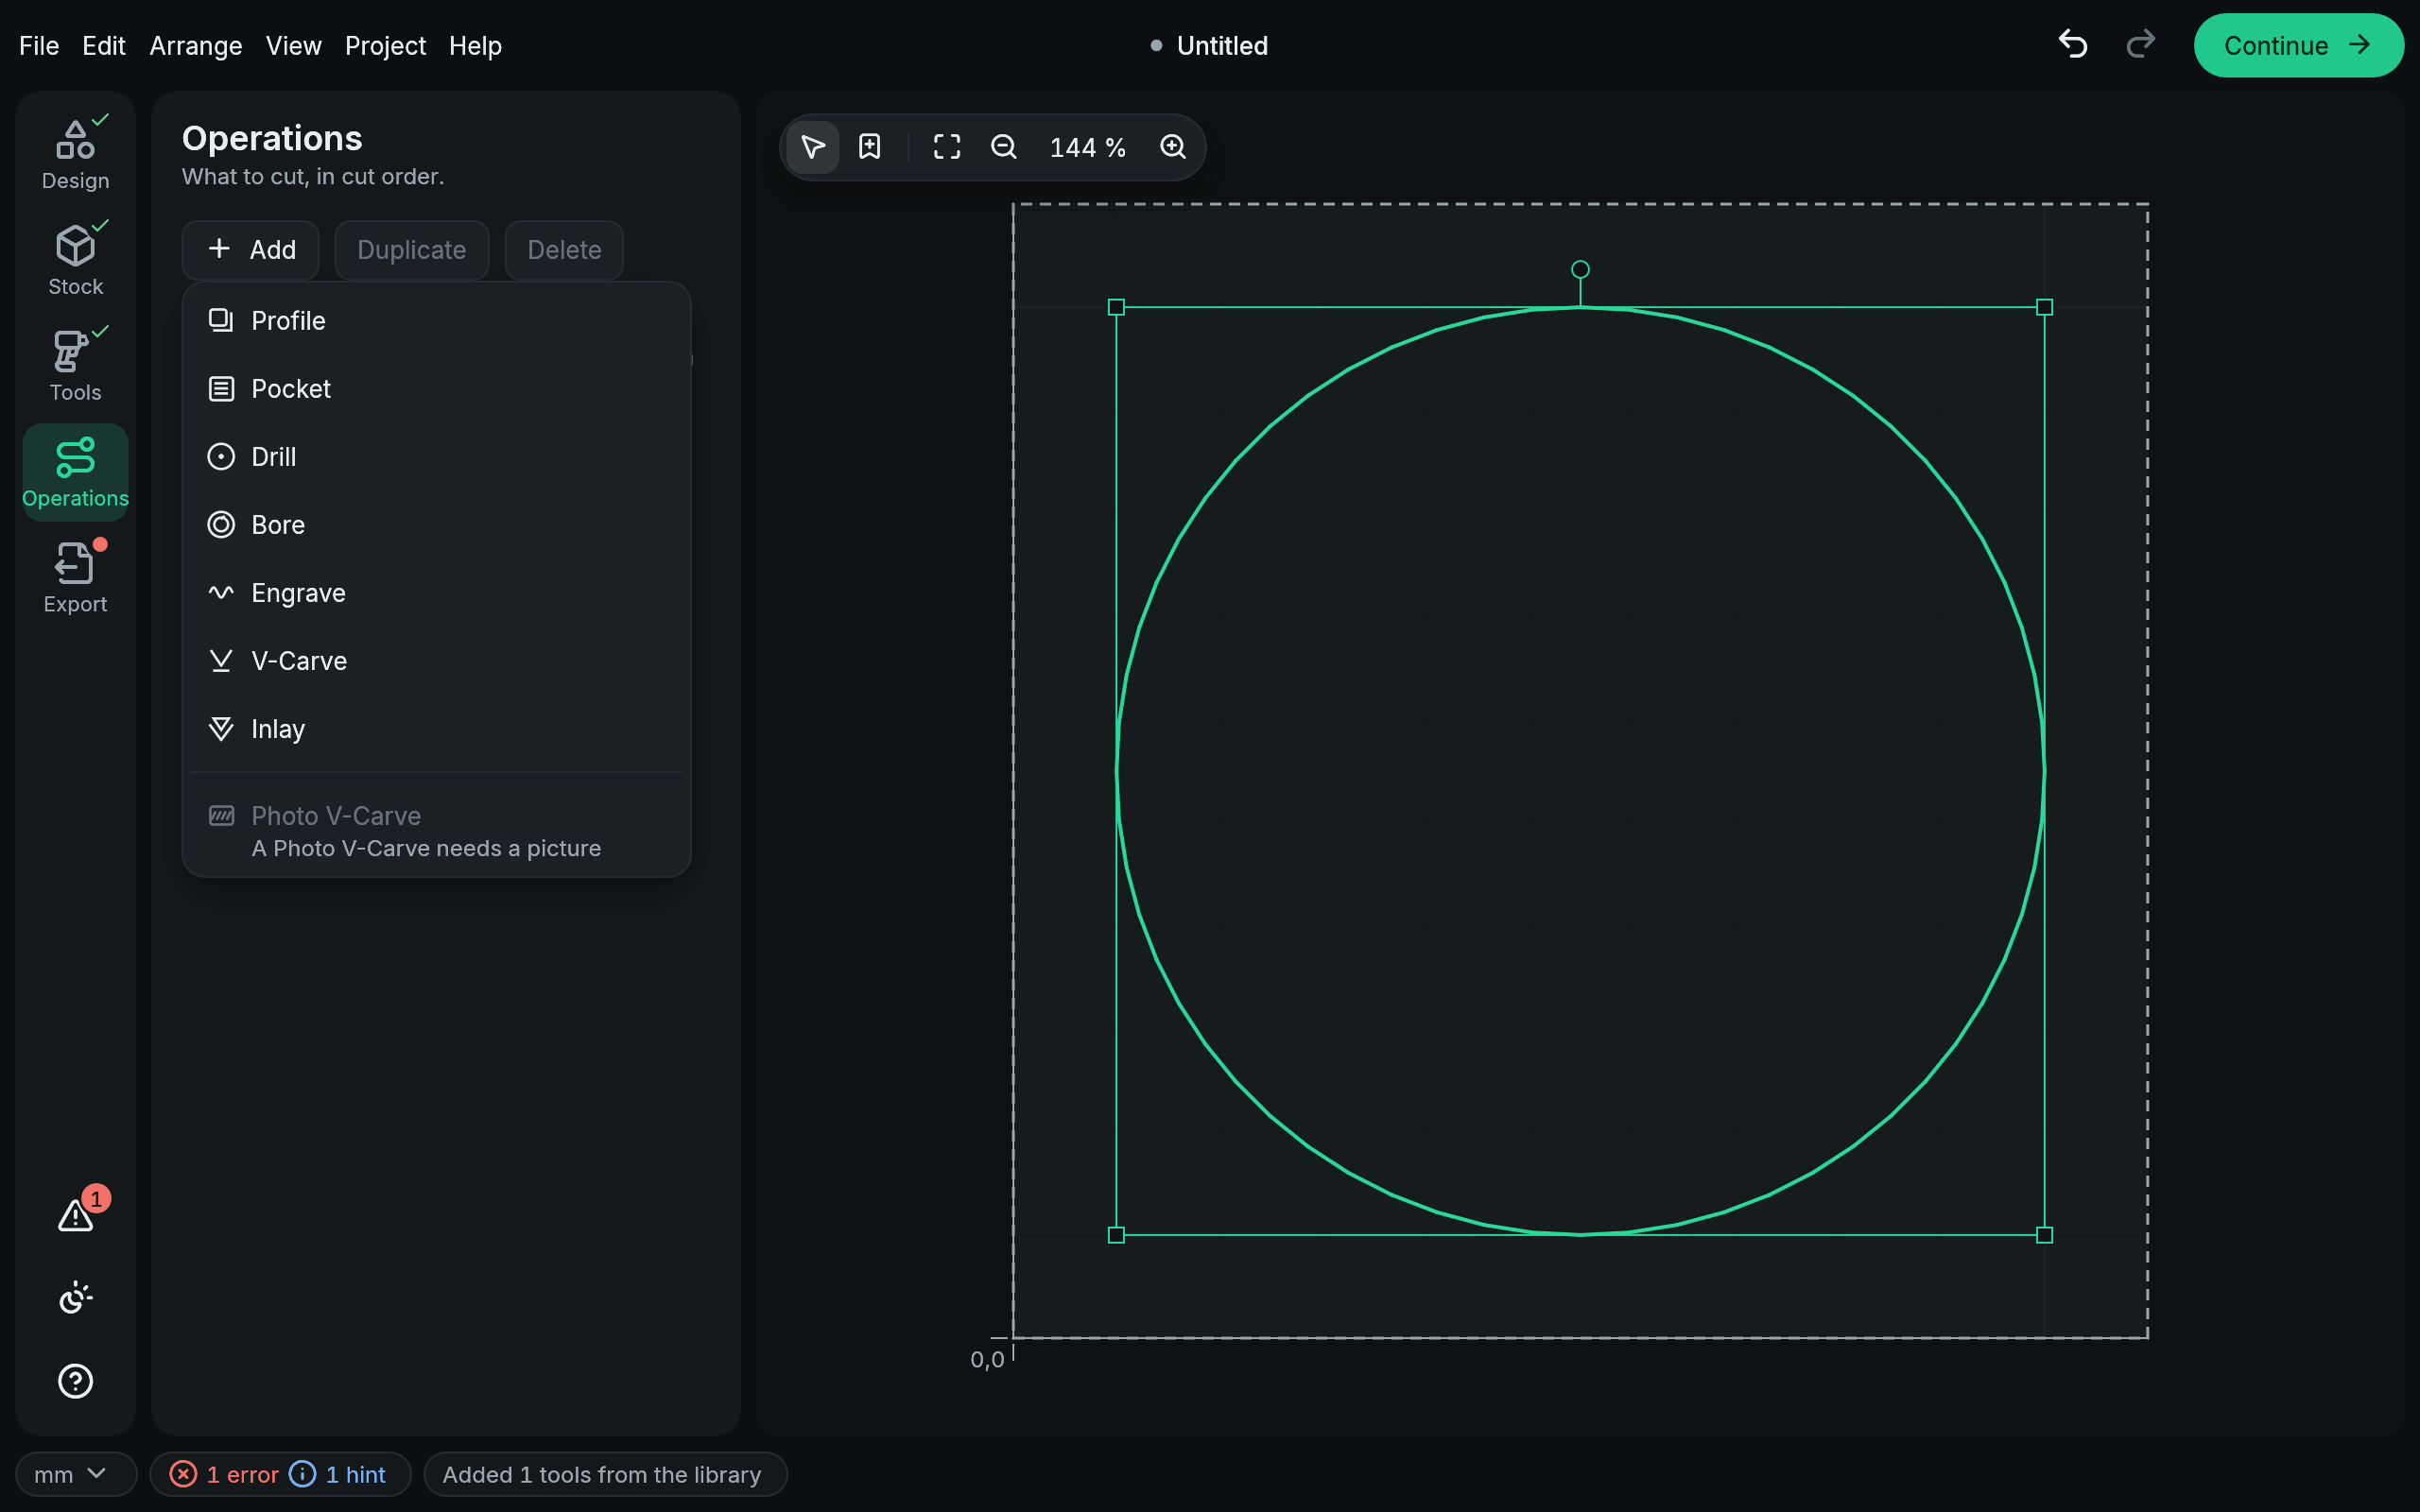 File Edit Arrange View Project Help
Untitled
Continue
Design
Stock
Tools
Operations
Export
1
Operations
What to cut, in cut order.
Add Duplicate Delete
Profile
Pocket
Drill
Bore
Engrave
V-Carve
Inlay
Photo V-Carve
A Photo V-Carve needs a picture
144 %
0,0
mm
1 error 1 hint
Added 1 tools from the library